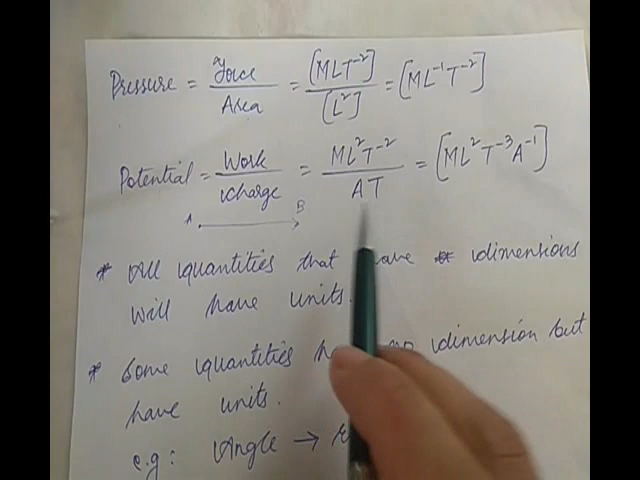 Pressure = Force / Area = [MLT⁻²] / [L²] = [ML⁻¹T⁻²]
Potential = Work / Charge = ML²T⁻² / AT = [ML²T⁻³A⁻¹]
A B
* All quantities that have dimensions
will have units.
* Some quantities no dimension but
have units.
e.g: Angle →